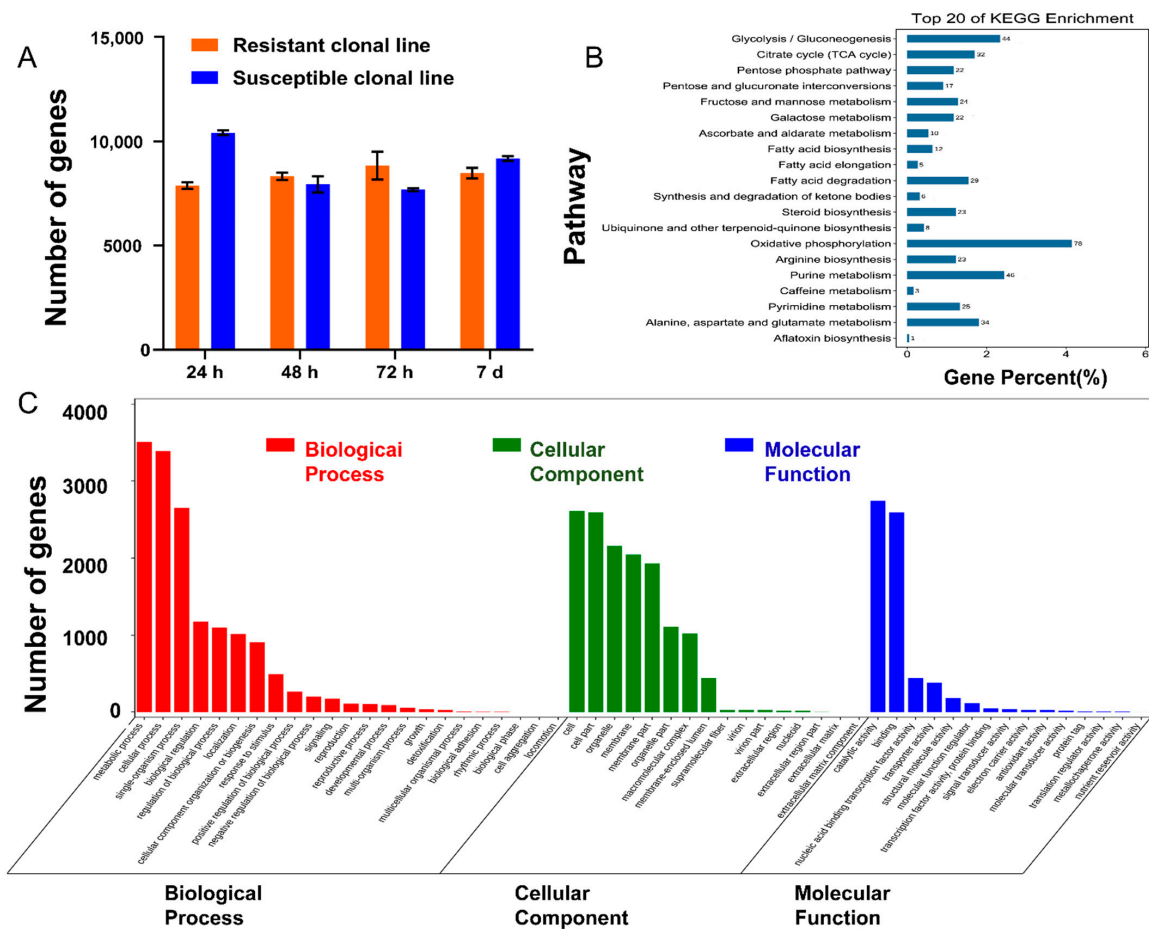 A
15,000
10,000
5000
0
Number of genes
Resistant clonal line
Susceptible clonal line
24 h
48 h
72 h
7 d
B
Top 20 of KEGG Enrichment
Pathway
Glycolysis / Gluconeogenesis 44
Citrate cycle (TCA cycle) 32
Pentose phosphate pathway 22
Pentose and glucuronate interconversions 17
Fructose and mannose metabolism 24
Galactose metabolism 22
Ascorbate and aldarate metabolism 10
Fatty acid biosynthesis 12
Fatty acid elongation 5
Fatty acid degradation 29
Synthesis and degradation of ketone bodies 6
Steroid biosynthesis 23
Ubiquinone and other terpenoid-quinone biosynthesis 8
Oxidative phosphorylation 78
Arginine biosynthesis 23
Purine metabolism 46
Caffeine metabolism 3
Pyrimidine metabolism 25
Alanine, aspartate and glutamate metabolism 34
Aflatoxin biosynthesis 1
0 2 4 6
Gene Percent(%)
C
4000
3000
2000
1000
0
Number of genes
Biologicai
Process
Cellular
Component
Molecular
Function
metabolic process
cellular process
single-organism process
biological regulation
regulation of biological process
localization
cellular component organization or biogenesis
response to stimulus
positive regulation of biological process
negative regulation of biological process
signaling
reproduction
reproductive process
developmental process
multi-organism process
growth
detoxification
multicellular organismal process
biological adhesion
rhythmic process
biological phase
cell aggregation
locomotion
cell
cell part
organelle
membrane
membrane part
organelle part
macromolecular complex
membrane-enclosed lumen
supramolecular fiber
virion
virion part
extracellular region
nucleoid
extracellular region part
extracellular matrix
extracellular matrix component
catalytic activity
binding
nucleic acid binding transcription factor activity
transporter activity
structural molecule activity
molecular function regulator
transcription factor activity, protein binding
signal transducer activity
electron carrier activity
antioxidant activity
molecular transducer activity
protein tag
translation regulator activity
metallochaperone activity
nutrient reservoir activity
Biological
Process
Cellular
Component
Molecular
Function